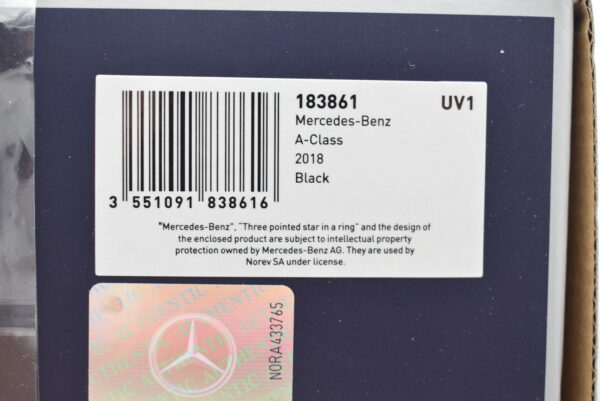 183861
UV1
Mercedes-Benz
A-Class
2018
Black
3 551091 838616
"Mercedes-Benz", "Three pointed star in a ring" and the design of
the enclosed product are subject to intellectual property
protection owned by Mercedes-Benz AG. They are used by
Norev SA under license.
NORA433765
AUTHENTIC AUTHENTIC